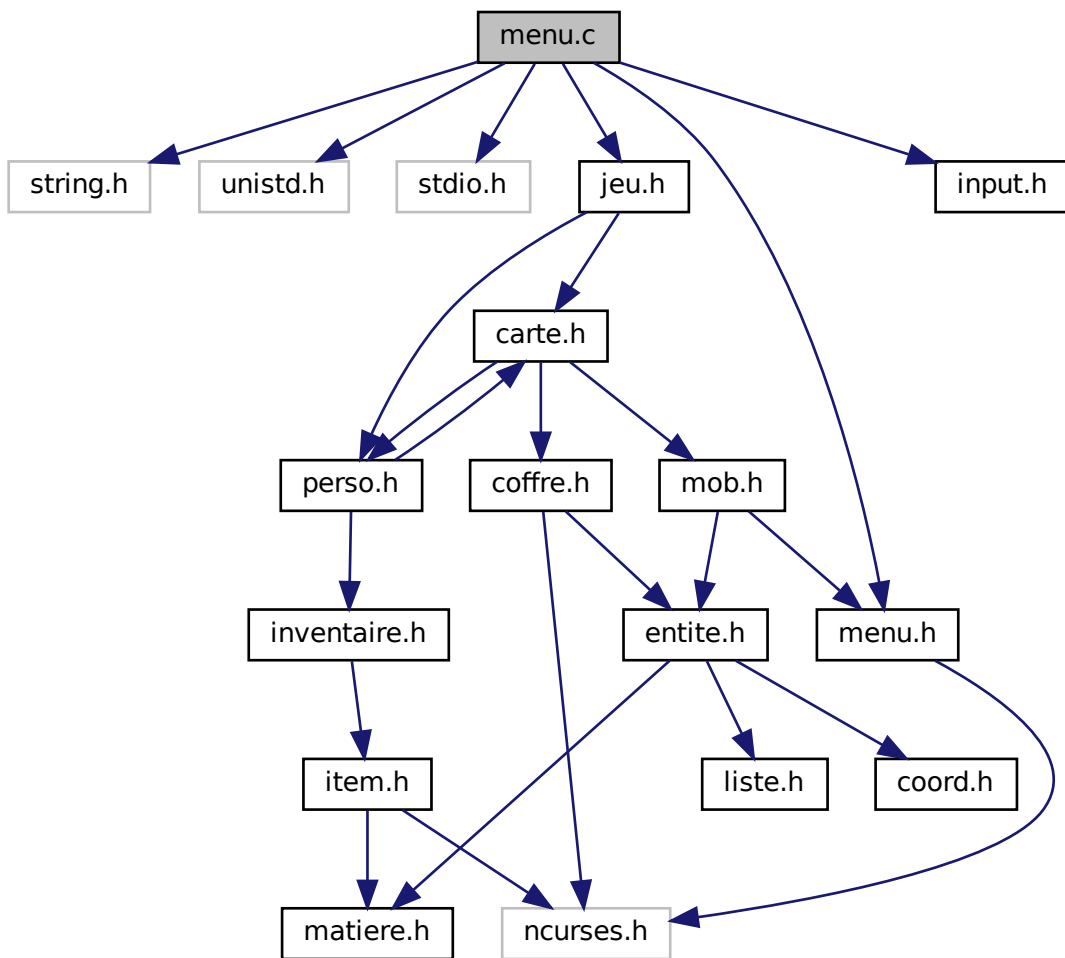 menu.c
string.h
unistd.h
stdio.h
jeu.h
input.h
carte.h
perso.h
coffre.h
mob.h
inventaire.h
entite.h
menu.h
item.h
liste.h
coord.h
matiere.h
ncurses.h